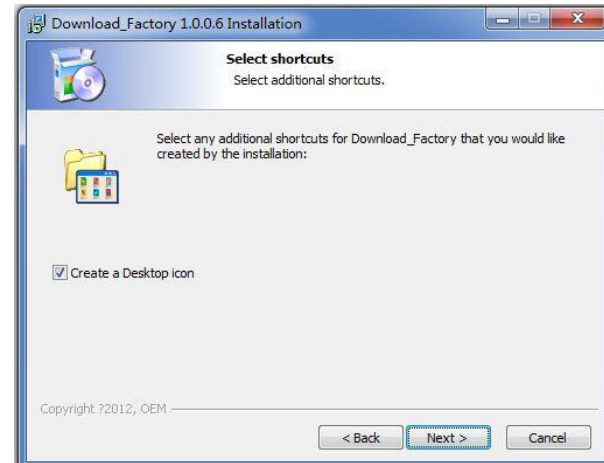 Download_Factory 1.0.0.6 Installation
Select shortcuts
Select additional shortcuts.
Select any additional shortcuts for Download_Factory that you would like
created by the installation:
Create a Desktop icon
Copyright ?2012, OEM
< Back Next > Cancel